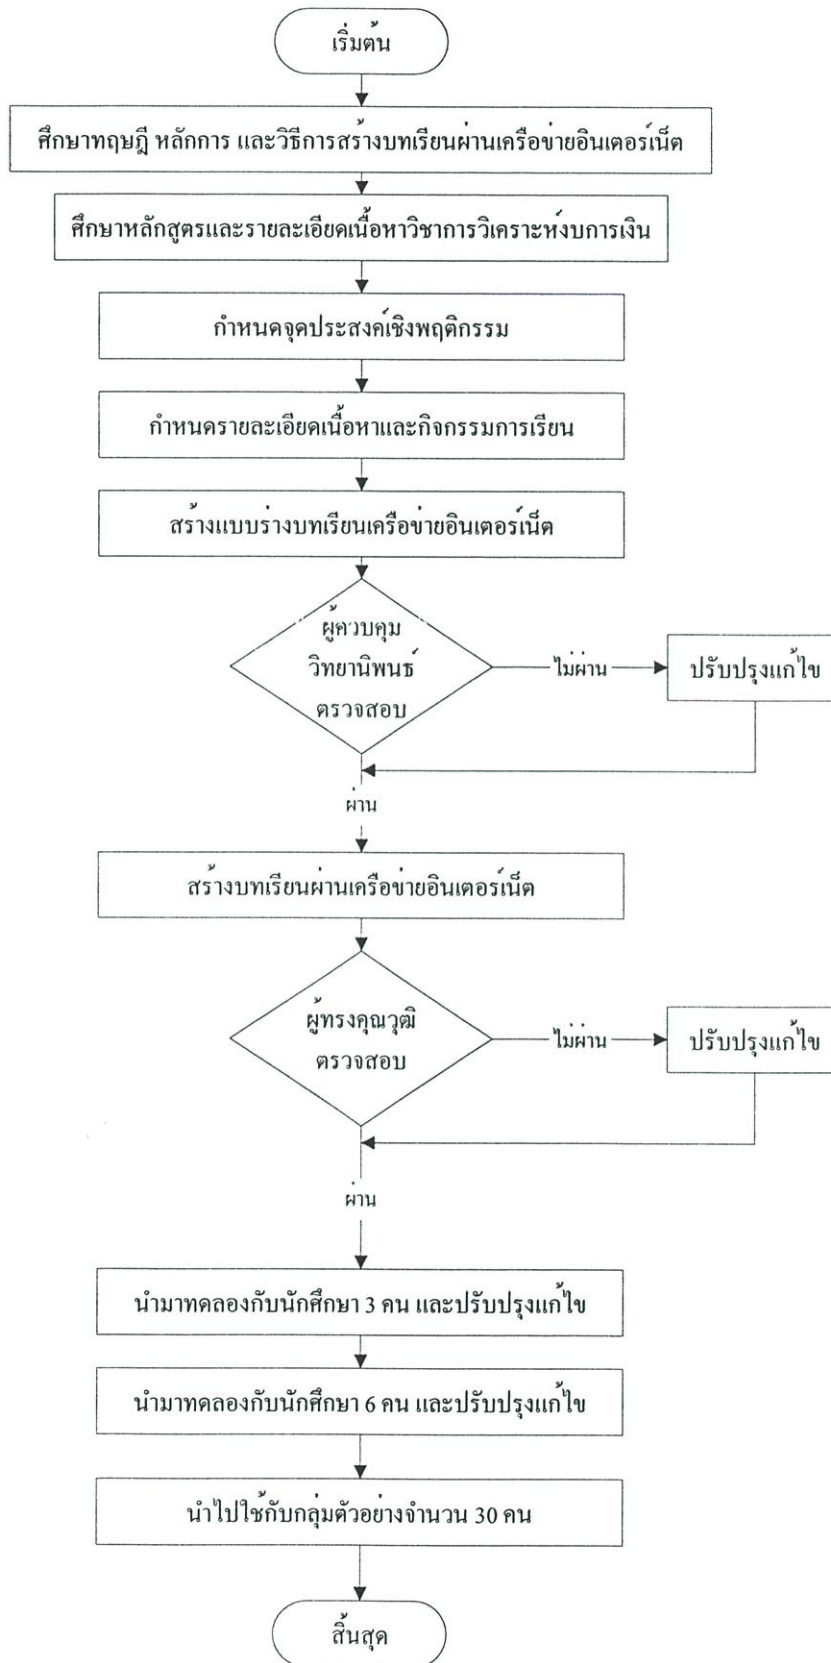 เริ่มต้น
ศึกษาทฤษฎี หลักการ และวิธีการสร้างบทเรียนผ่านเครือข่ายอินเตอร์เน็ต
ศึกษาหลักสูตรและรายละเอียดเนื้อหาวิชาการวิเคราะห์งบการเงิน
กำหนดจุดประสงค์เชิงพฤติกรรม
กำหนดรายละเอียดเนื้อหาและกิจกรรมการเรียน
สร้างแบบร่างบทเรียนเครือข่ายอินเตอร์เน็ต
ผู้ควบคุม
วิทยานิพนธ์
ตรวจสอบ
ไม่ผ่าน
ปรับปรุงแก้ไข
ผ่าน
สร้างบทเรียนผ่านเครือข่ายอินเตอร์เน็ต
ผู้ทรงคุณวุฒิ
ตรวจสอบ
ไม่ผ่าน
ปรับปรุงแก้ไข
ผ่าน
นำมาทดลองกับนักศึกษา 3 คน และปรับปรุงแก้ไข
นำมาทดลองกับนักศึกษา 6 คน และปรับปรุงแก้ไข
นำไปใช้กับกลุ่มตัวอย่างจำนวน 30 คน
สิ้นสุด